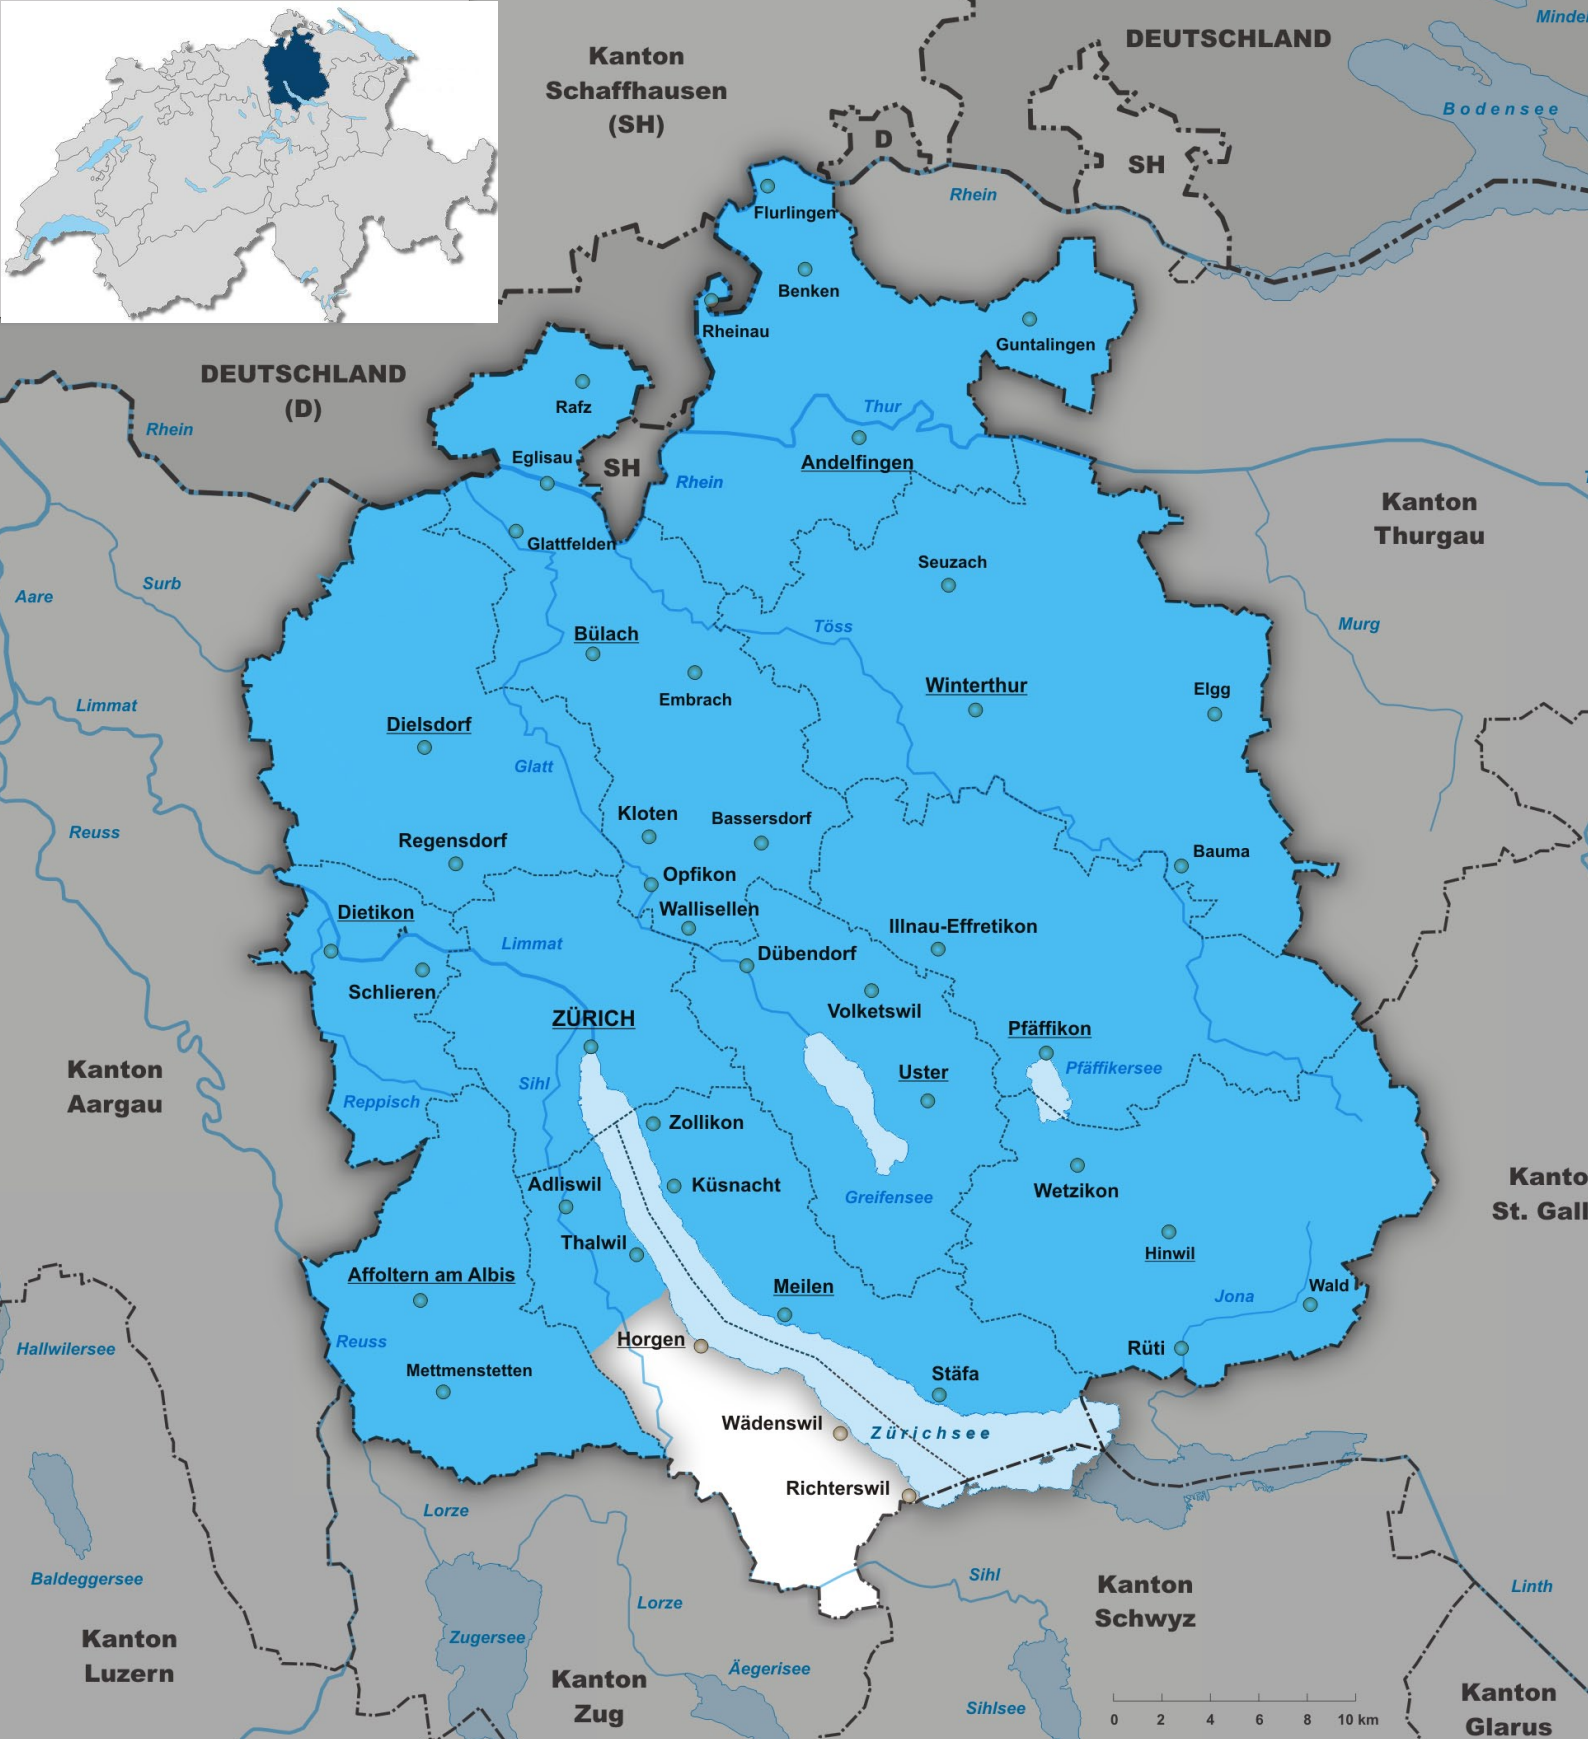 Kanton
Schaffhausen
(SH)
DEUTSCHLAND
Bodensee
D
SH
Rhein
Flurlingen
Benken
Rheinau
Guntalingen
DEUTSCHLAND
(D)
Rhein
Rafz
Thur
Eglisau
SH
Andelfingen
Rhein
Kanton
Thurgau
Glattfelden
Seuzach
Surb
Aare
Bülach
Töss
Murg
Embrach
Winterthur
Elgg
Limmat
Dielsdorf
Glatt
Kloten
Bassersdorf
Reuss
Regensdorf
Bauma
Opfikon
Wallisellen
Dietikon
Illnau-Effretikon
Limmat
Dübendorf
Schlieren
Volketswil
ZÜRICH
Pfäffikon
Kanton
Aargau
Uster
Pfäffikersee
Sihl
Reppisch
Zollikon
Adliswil
Küsnacht
Wetzikon
Greifensee
Thalwil
Hinwil
Affoltern am Albis
Meilen
Wald
Jona
Horgen
Reuss
Hallwilersee
Rüti
Mettmenstetten
Stäfa
Wädenswil
Zürichsee
Richterswil
Lorze
Baldeggersee
Sihl
Kanton
Schwyz
Linth
Lorze
Kanton
Luzern
Zugersee
Kanton
Zug
Äegerisee
Sihlsee
Kanton
Glarus
0 2 4 6 8 10 km